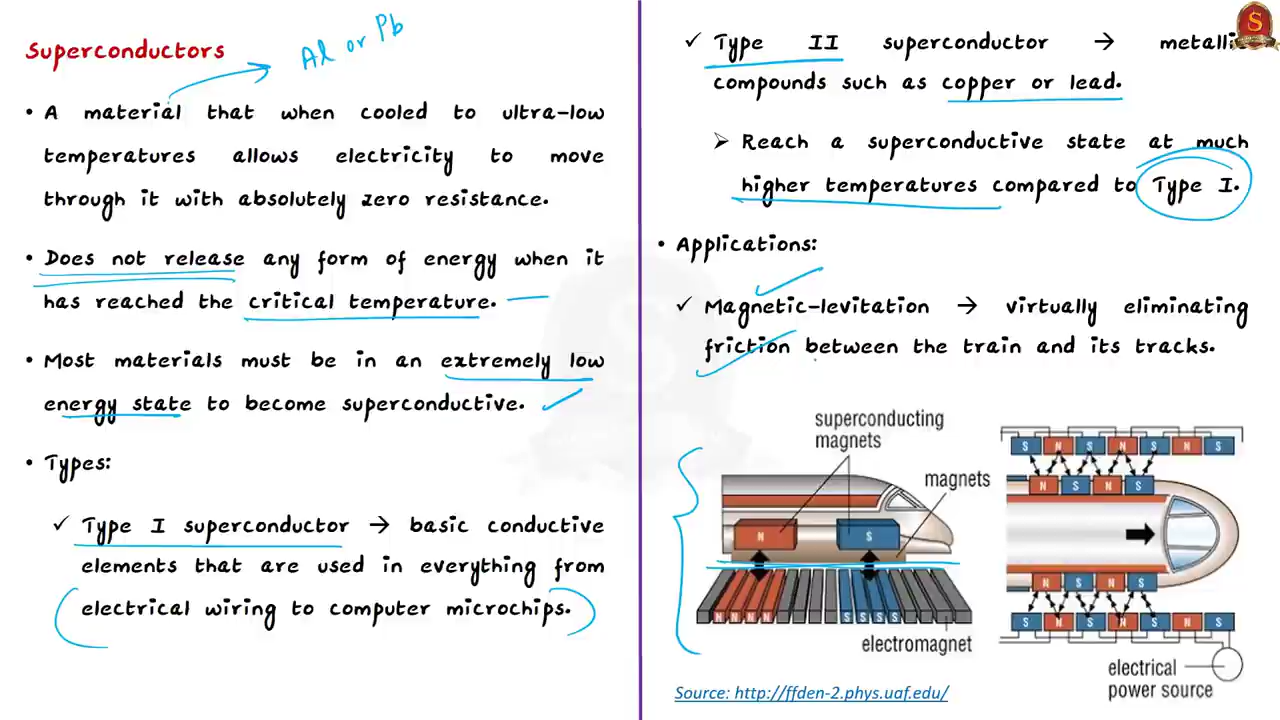 Superconductors
Al or Pb
• A material that when cooled to ultra-low
temperatures allows electricity to move
through it with absolutely zero resistance.
• Does not release any form of energy when it
has reached the critical temperature.
• Most materials must be in an extremely low
energy state to become superconductive.
• Types:
✓ Type I superconductor → basic conductive
elements that are used in everything from
electrical wiring to computer microchips.
✓ Type II superconductor →
compounds such as copper or lead.
➢ Reach a superconductive state at much
higher temperatures compared to Type I.
• Applications:
✓ Magnetic-levitation → virtually eliminating
friction between the train and its tracks.
superconducting
magnets
magnets
N S
N N N N S S S S
electromagnet
S N S N S N S
N S N S
N S N S
S N S N S N S
electrical
power source
Source: http://ffden-2.phys.uaf.edu/
S